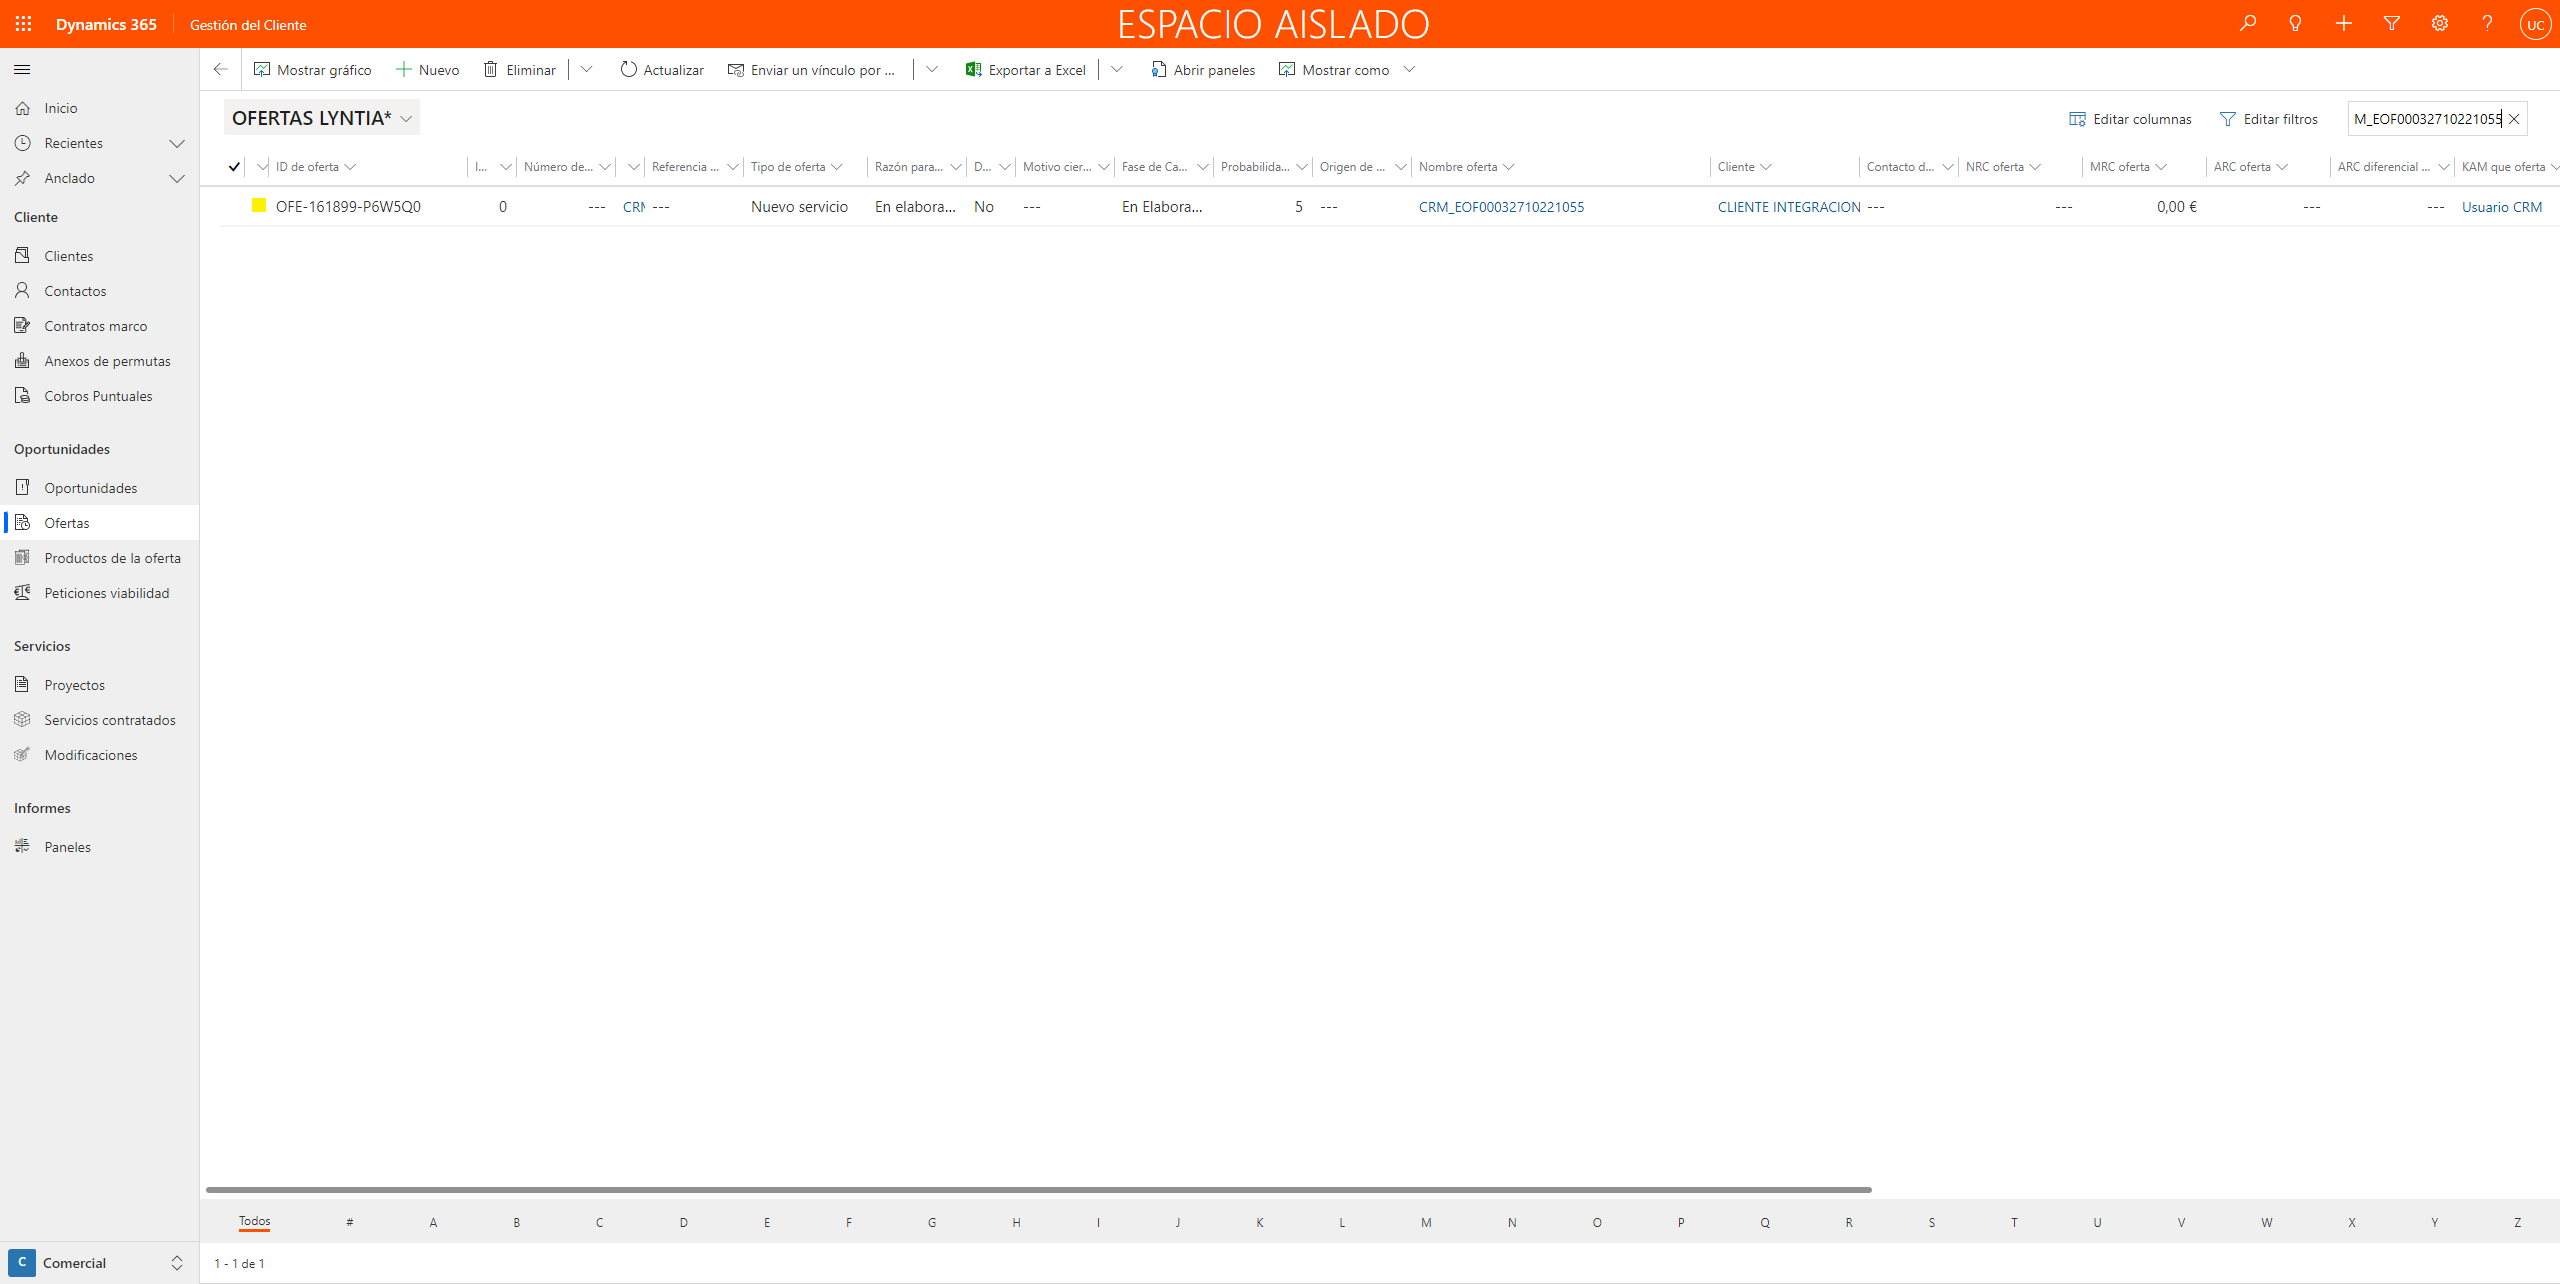 Dynamics 365 Gestión del Cliente ESPACIO AISLADO UC
Mostrar gráfico Nuevo Eliminar Actualizar Enviar un vínculo por ... Exportar a Excel Abrir paneles Mostrar como
Inicio
Recientes
Anclado
Cliente
Clientes
Contactos
Contratos marco
Anexos de permutas
Cobros Puntuales
Oportunidades
Oportunidades
Ofertas
Productos de la oferta
Peticiones viabilidad
Servicios
Proyectos
Servicios contratados
Modificaciones
Informes
Paneles
C Comercial
OFERTAS LYNTIA* Editar columnas Editar filtros M_EOF00032710221055
ID de oferta I... Número de... Referencia ... Tipo de oferta Razón para... D... Motivo cier... Fase de Ca... Probabilida... Origen de ... Nombre oferta Cliente Contacto d... NRC oferta MRC oferta ARC oferta ARC diferencial ... KAM que oferta
OFE-161899-P6W5Q0 0 --- CRM --- Nuevo servicio En elabora... No --- En Elabora... 5 --- CRM_EOF00032710221055 CLIENTE INTEGRACION --- --- 0,00 € --- --- Usuario CRM
Todos # A B C D E F G H I J K L M N O P Q R S T U V W X Y Z
1 - 1 de 1